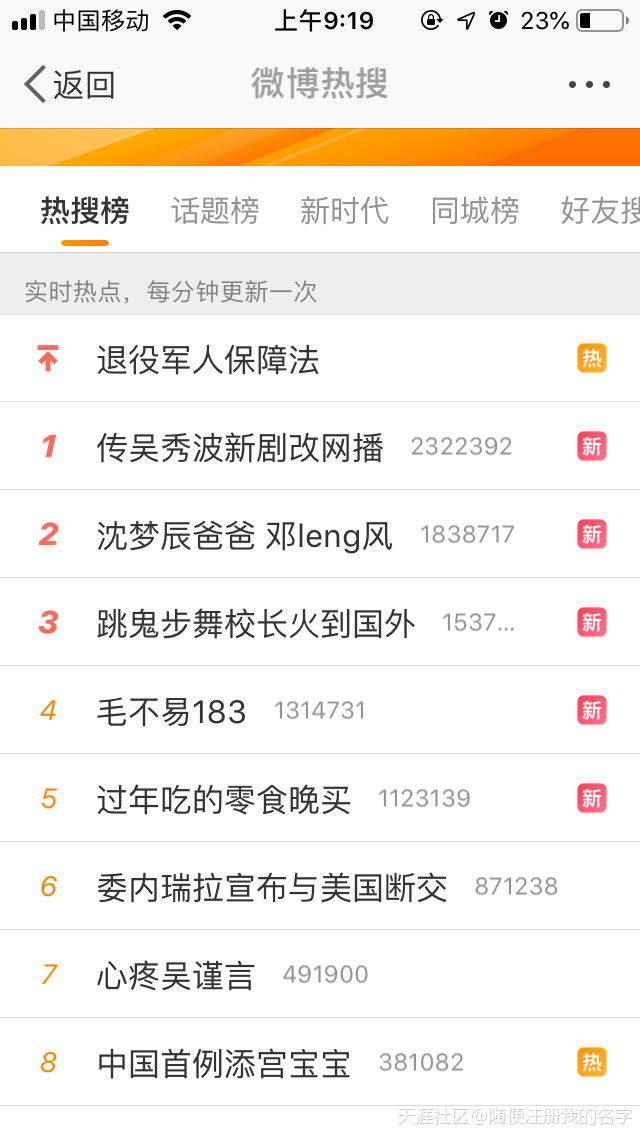 中国移动 上午9:19 23%
返回 微博热搜
热搜榜 话题榜 新时代 同城榜 好友搜
实时热点，每分钟更新一次
退役军人保障法 热
1 传吴秀波新剧改网播 2322392 新
2 沈梦辰爸爸 邓leng风 1838717 新
3 跳鬼步舞校长火到国外 1537... 新
4 毛不易183 1314731 新
5 过年吃的零食晚买 1123139 新
6 委内瑞拉宣布与美国断交 871238
7 心疼吴谨言 491900
8 中国首例添宫宝宝 381082 热
天涯社区@随便注册我的名字